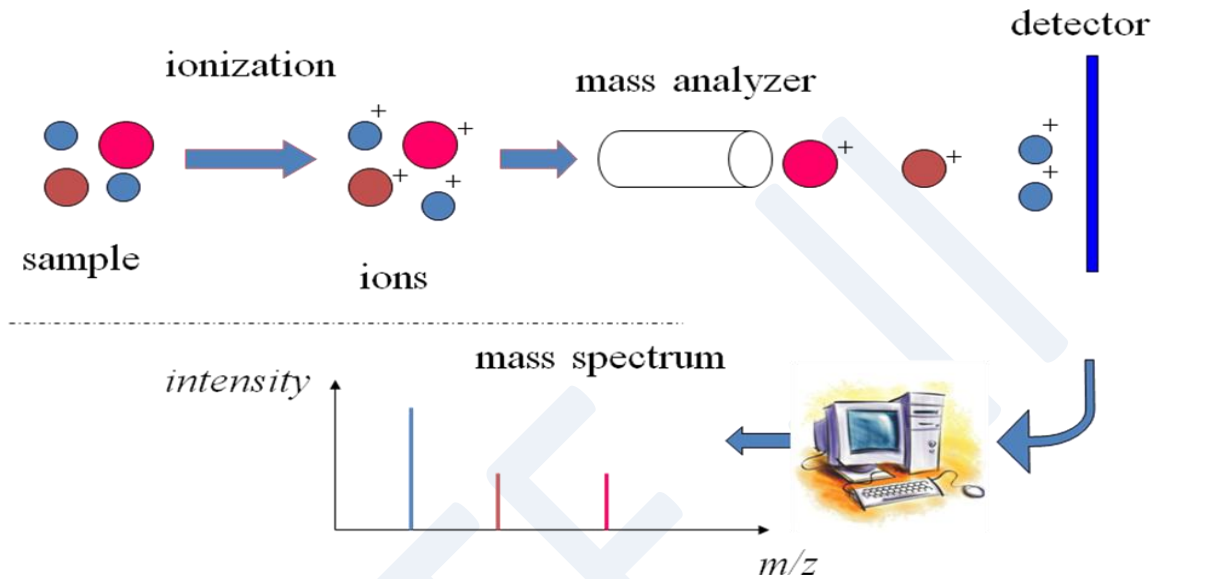 detector
ionization
mass analyzer
+
+
+
+
+
+
+
+
sample
ions
mass spectrum
intensity
m/z